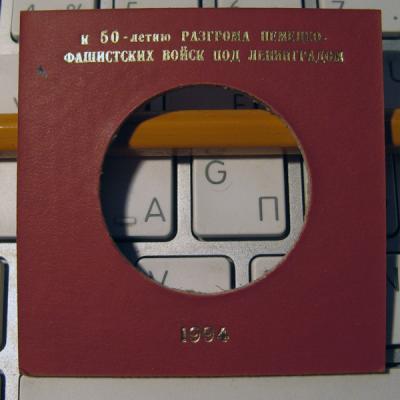 К 50-летию РАЗГРОМА НЕМЕЦКО-
ФАШИСТСКИХ ВОЙСК ПОД ЛЕНИНГРАДОМ
G
А П
V
1994